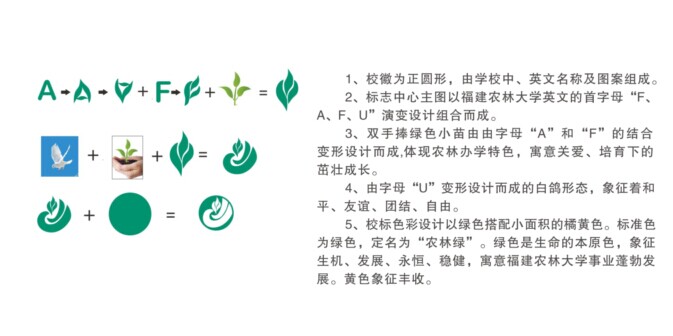 A F
1、校徽为正圆形，由学校中、英文名称及图案组成。
2、标志中心主图以福建农林大学英文的首字母“F、
A、F、U”演变设计组合而成。
3、双手捧绿色小苗由由字母“A”和“F”的结合
变形设计而成,体现农林办学特色，寓意关爱、培育下的
茁壮成长。
4、由字母“U”变形设计而成的白鸽形态，象征着和
平、友谊、团结、自由。
5、校标色彩设计以绿色搭配小面积的橘黄色。标准色
为绿色，定名为“农林绿”。绿色是生命的本原色，象征
生机、发展、永恒、稳健，寓意福建农林大学事业蓬勃发
展。黄色象征丰收。